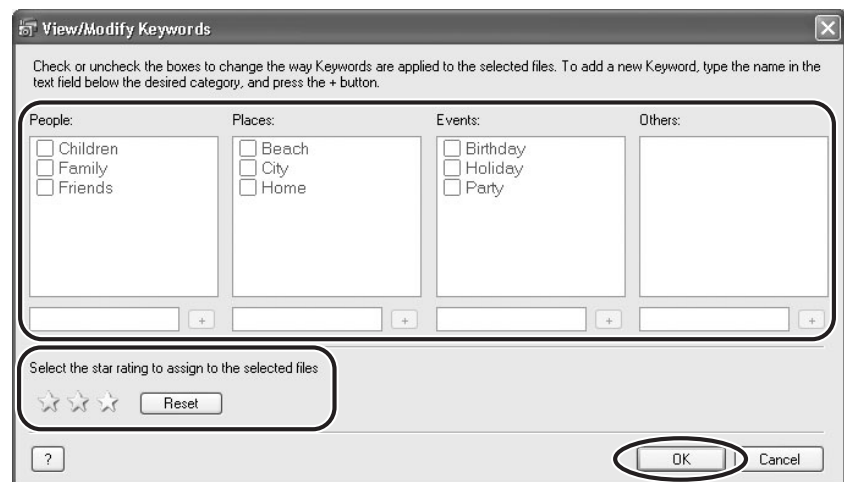 View/Modify Keywords
Check or uncheck the boxes to change the way Keywords are applied to the selected files. To add a new Keyword, type the name in the
text field below the desired category, and press the + button.
People:
Children
Family
Friends
+
Places:
Beach
City
Home
+
Events:
Birthday
Holiday
Party
+
Others:
+
Select the star rating to assign to the selected files
Reset
?
OK
Cancel